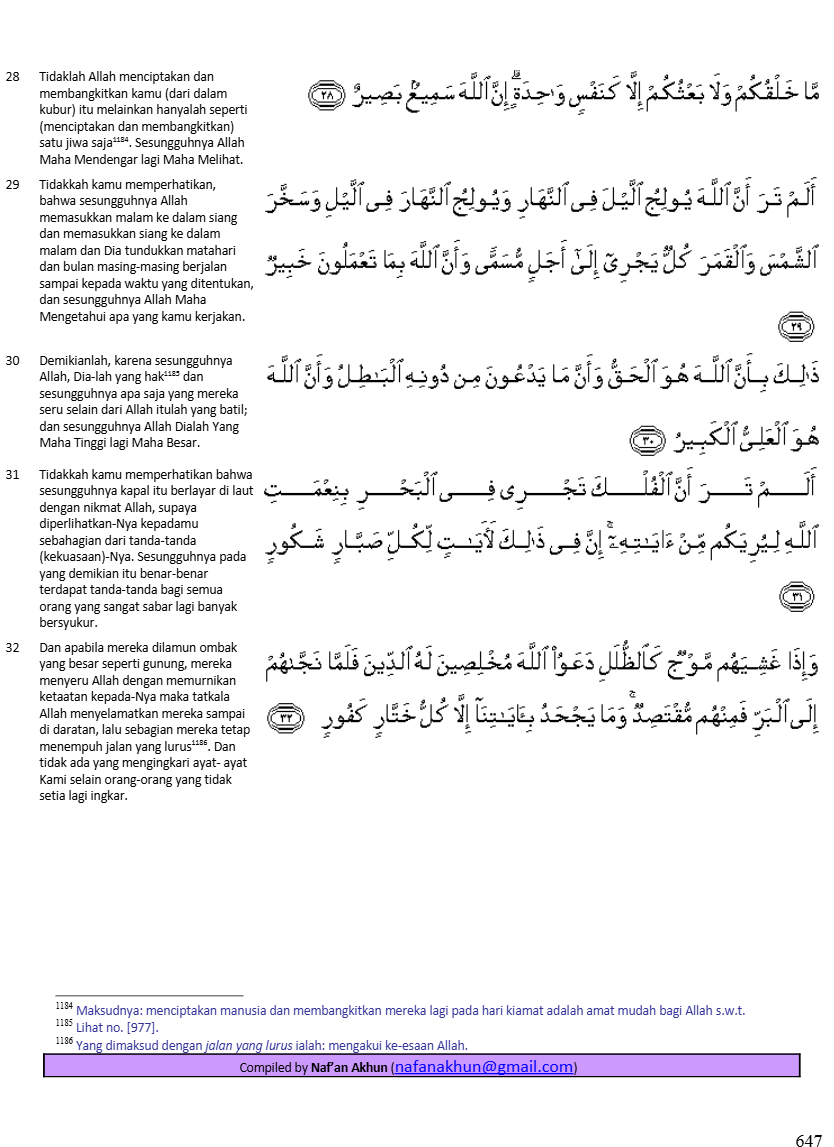 28 Tidaklah Allah menciptakan dan
membangkitkan kamu (dari dalam
kubur) itu melainkan hanyalah seperti
(menciptakan dan membangkitkan)
satu jiwa saja¹¹⁸⁴. Sesungguhnya Allah
Maha Mendengar lagi Maha Melihat.
مَّا خَلْقُكُمْ وَلَا بَعْثُكُمْ إِلَّا كَنَفْسٍ وَٰحِدَةٍ ۗ إِنَّ ٱللَّهَ سَمِيعٌۢ بَصِيرٌ ﴿٢٨﴾
29 Tidakkah kamu memperhatikan,
bahwa sesungguhnya Allah
memasukkan malam ke dalam siang
dan memasukkan siang ke dalam
malam dan Dia tundukkan matahari
dan bulan masing-masing berjalan
sampai kepada waktu yang ditentukan,
dan sesungguhnya Allah Maha
Mengetahui apa yang kamu kerjakan.
أَلَمْ تَرَ أَنَّ ٱللَّهَ يُولِجُ ٱلَّيْلَ فِى ٱلنَّهَارِ وَيُولِجُ ٱلنَّهَارَ فِى ٱلَّيْلِ وَسَخَّرَ
ٱلشَّمْسَ وَٱلْقَمَرَ كُلٌّ يَجْرِىٓ إِلَىٰٓ أَجَلٍ مُّسَمًّى وَأَنَّ ٱللَّهَ بِمَا تَعْمَلُونَ خَبِيرٌ
﴿٢٩﴾
30 Demikianlah, karena sesungguhnya
Allah, Dia-lah yang hak¹¹⁸⁵ dan
sesungguhnya apa saja yang mereka
seru selain dari Allah itulah yang batil;
dan sesungguhnya Allah Dialah Yang
Maha Tinggi lagi Maha Besar.
ذَٰلِكَ بِأَنَّ ٱللَّهَ هُوَ ٱلْحَقُّ وَأَنَّ مَا يَدْعُونَ مِن دُونِهِ ٱلْبَٰطِلُ وَأَنَّ ٱللَّهَ
هُوَ ٱلْعَلِىُّ ٱلْكَبِيرُ ﴿٣٠﴾
31 Tidakkah kamu memperhatikan bahwa
sesungguhnya kapal itu berlayar di laut
dengan nikmat Allah, supaya
diperlihatkan-Nya kepadamu
sebahagian dari tanda-tanda
(kekuasaan)-Nya. Sesungguhnya pada
yang demikian itu benar-benar
terdapat tanda-tanda bagi semua
orang yang sangat sabar lagi banyak
bersyukur.
أَلَمْ تَرَ أَنَّ ٱلْفُلْكَ تَجْرِى فِى ٱلْبَحْرِ بِنِعْمَتِ
ٱللَّهِ لِيُرِيَكُم مِّنْ ءَايَٰتِهِۦٓ ۚ إِنَّ فِى ذَٰلِكَ لَءَايَٰتٍ لِّكُلِّ صَبَّارٍ شَكُورٍ
﴿٣١﴾
32 Dan apabila mereka dilamun ombak
yang besar seperti gunung, mereka
menyeru Allah dengan memurnikan
ketaatan kepada-Nya maka tatkala
Allah menyelamatkan mereka sampai
di daratan, lalu sebagian mereka tetap
menempuh jalan yang lurus¹¹⁸⁶. Dan
tidak ada yang mengingkari ayat- ayat
Kami selain orang-orang yang tidak
setia lagi ingkar.
وَإِذَا غَشِيَهُم مَّوْجٌ كَٱلظُّلَلِ دَعَوُا۟ ٱللَّهَ مُخْلِصِينَ لَهُ ٱلدِّينَ فَلَمَّا نَجَّىٰهُمْ
إِلَى ٱلْبَرِّ فَمِنْهُم مُّقْتَصِدٌ ۚ وَمَا يَجْحَدُ بِـَٔايَٰتِنَآ إِلَّا كُلُّ خَتَّارٍ كَفُورٍ ﴿٣٢﴾
¹¹⁸⁴ Maksudnya: menciptakan manusia dan membangkitkan mereka lagi pada hari kiamat adalah amat mudah bagi Allah s.w.t.
¹¹⁸⁵ Lihat no. [977].
¹¹⁸⁶ Yang dimaksud dengan jalan yang lurus ialah: mengakui ke-esaan Allah.
Compiled by Naf’an Akhun (nafanakhun@gmail.com)
647